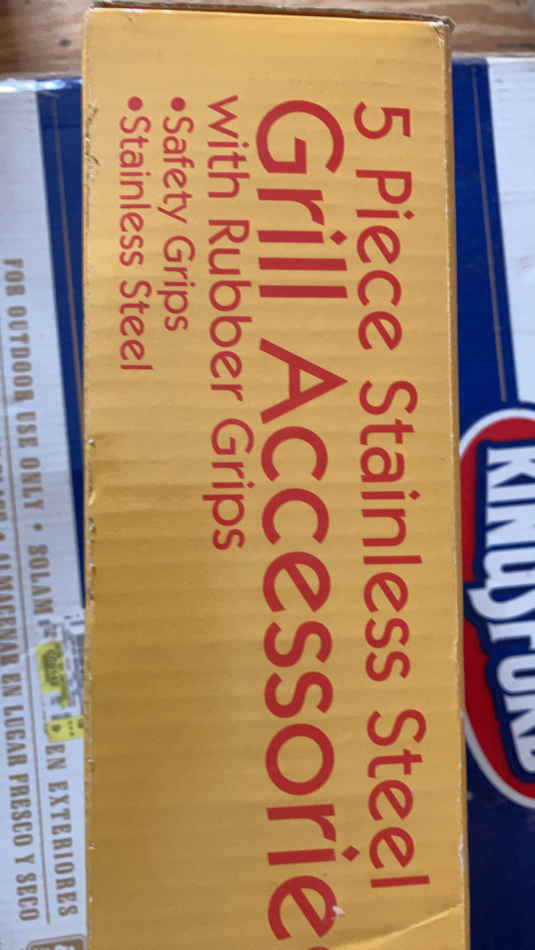 5 Piece Stainless Steel
Grill Accessorie
with Rubber Grips
•Safety Grips
•Stainless Steel
KINGSFORD
FOR OUTDOOR USE ONLY • SOLAM
EN EXTERIORES
ALMACENAR EN LUGAR FRESCO Y SECO